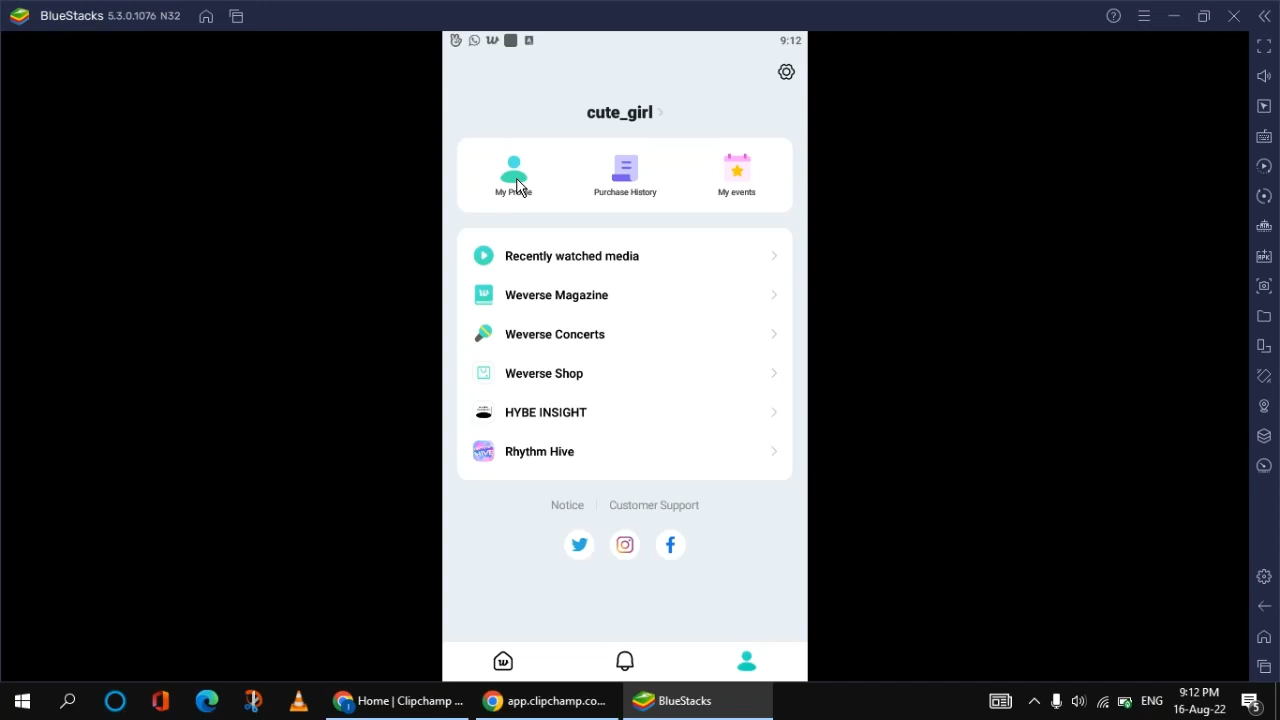 BlueStacks 5.3.0.1076 N32
9:12
cute_girl
My Profile Purchase History My events
Recently watched media
Weverse Magazine
Weverse Concerts
Weverse Shop
HYBE INSIGHT
Rhythm Hive
Notice Customer Support
Home | Clipchamp ... app.clipchamp.co... BlueStacks ENG 9:12 PM
16-Aug-22 5